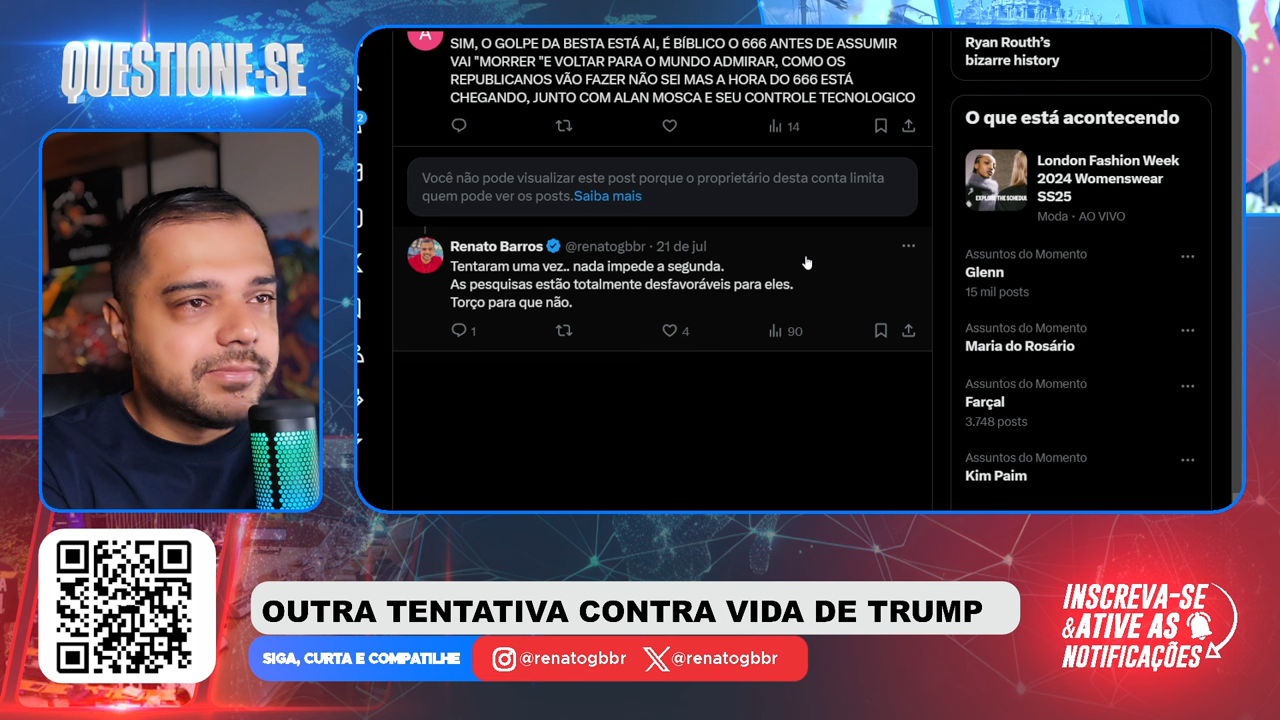 QUESTIONE-SE
A
SIM, O GOLPE DA BESTA ESTÁ AI, É BÍBLICO O 666 ANTES DE ASSUMIR
VAI "MORRER "E VOLTAR PARA O MUNDO ADMIRAR, COMO OS
REPUBLICANOS VÃO FAZER NÃO SEI MAS A HORA DO 666 ESTÁ
CHEGANDO, JUNTO COM ALAN MOSCA E SEU CONTROLE TECNOLOGICO
14
Você não pode visualizar este post porque o proprietário desta conta limita
quem pode ver os posts.Saiba mais
Renato Barros @renatogbbr · 21 de jul
Tentaram uma vez.. nada impede a segunda.
As pesquisas estão totalmente desfavoráveis para eles.
Torço para que não.
1 4 90
2
Ryan Routh's
bizarre history
O que está acontecendo
EXPLORE THE SCHEDUL
London Fashion Week
2024 Womenswear
SS25
Moda · AO VIVO
Assuntos do Momento
Glenn
15 mil posts
Assuntos do Momento
Maria do Rosário
Assuntos do Momento
Farçal
3.748 posts
Assuntos do Momento
Kim Paim
OUTRA TENTATIVA CONTRA VIDA DE TRUMP
SIGA, CURTA E COMPATILHE
@renatogbbr
@renatogbbr
INSCREVA-SE
&ATIVE AS
NOTIFICAÇÕES